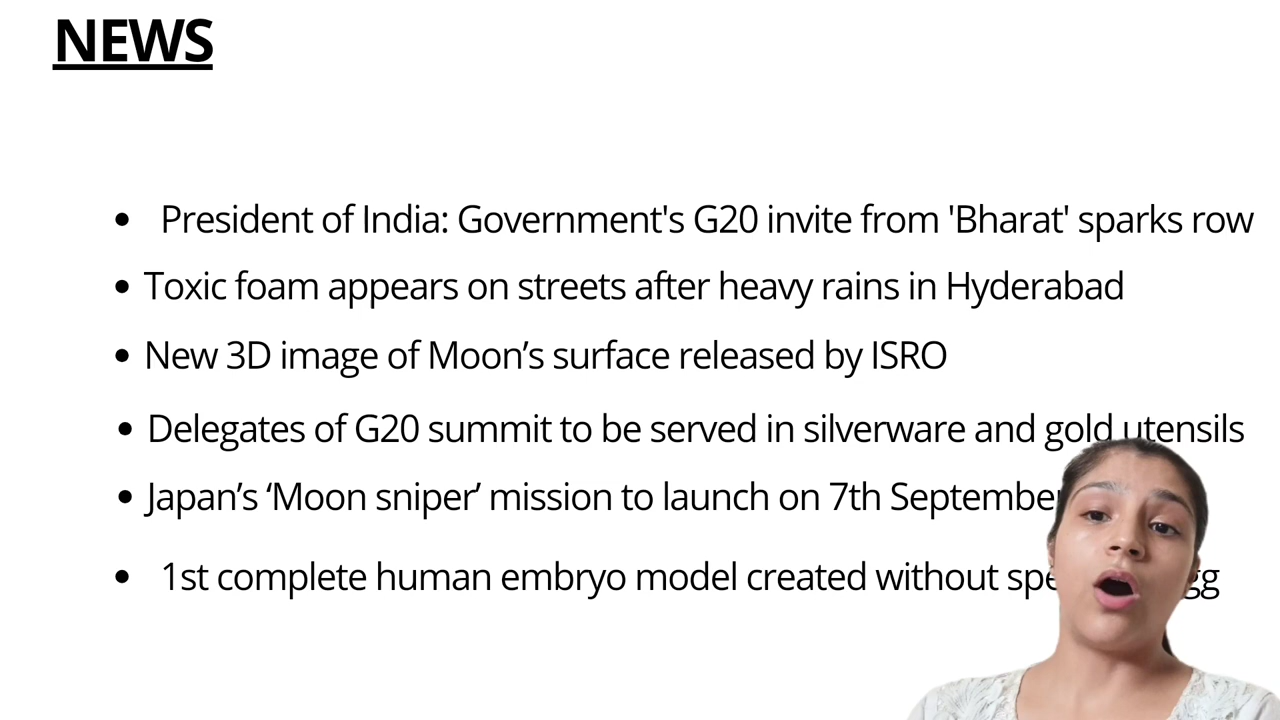 NEWS
President of India: Government's G20 invite from 'Bharat' sparks row
Toxic foam appears on streets after heavy rains in Hyderabad
New 3D image of Moon’s surface released by ISRO
Delegates of G20 summit to be served in silverware and gold utensils
Japan’s ‘Moon sniper’ mission to launch on 7th September
1st complete human embryo model created without